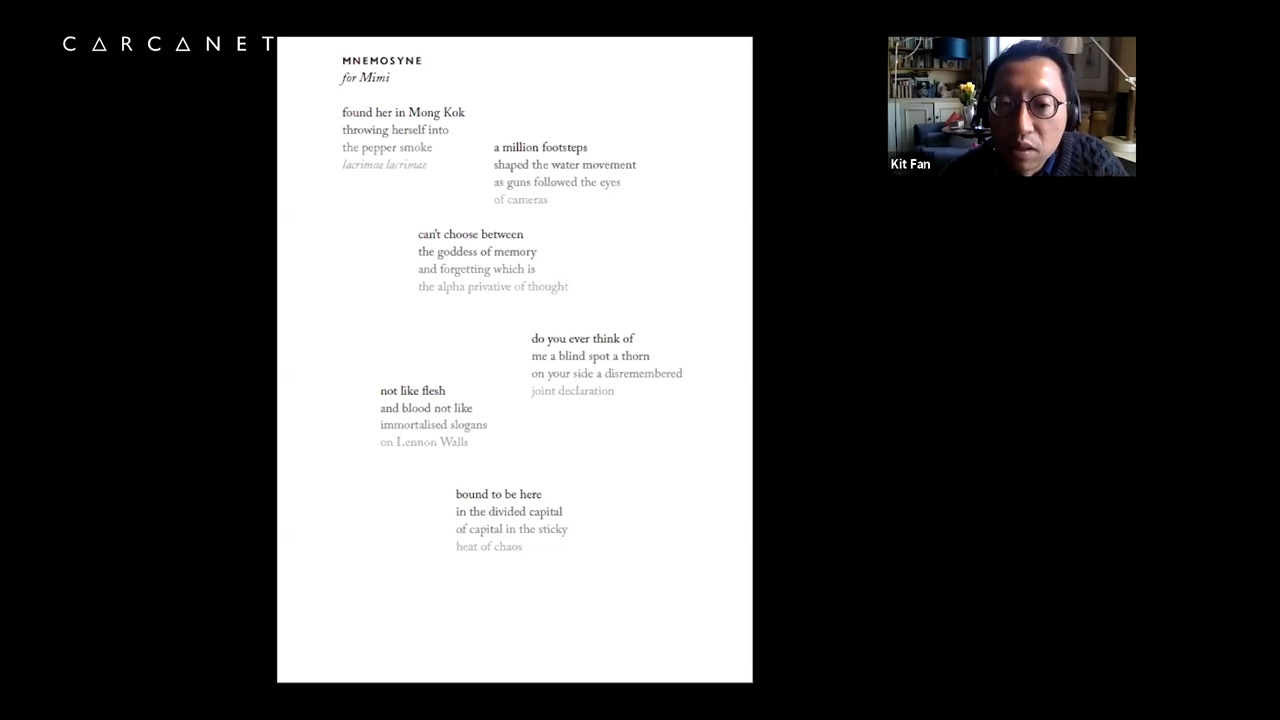 CARCANET
MNEMOSYNE
for Mimi
found her in Mong Kok
throwing herself into
the pepper smoke
lacrimae lacrimae
a million footsteps
shaped the water movement
as guns followed the eyes
of cameras
can't choose between
the goddess of memory
and forgetting which is
the alpha privative of thought
do you ever think of
me a blind spot a thorn
on your side a disremembered
joint declaration
not like flesh
and blood not like
immortalised slogans
on Lennon Walls
bound to be here
in the divided capital
of capital in the sticky
heat of chaos
Kit Fan